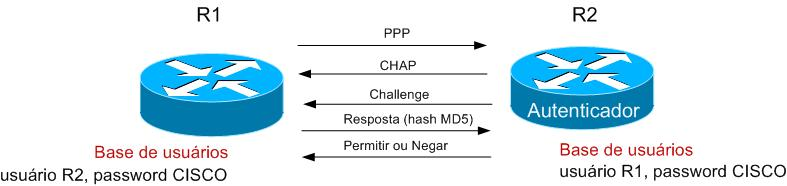 R1
R2
PPP
CHAP
Challenge
Resposta (hash MD5)
Permitir ou Negar
Autenticador
Base de usuários
usuário R2, password CISCO
Base de usuários
usuário R1, password CISCO